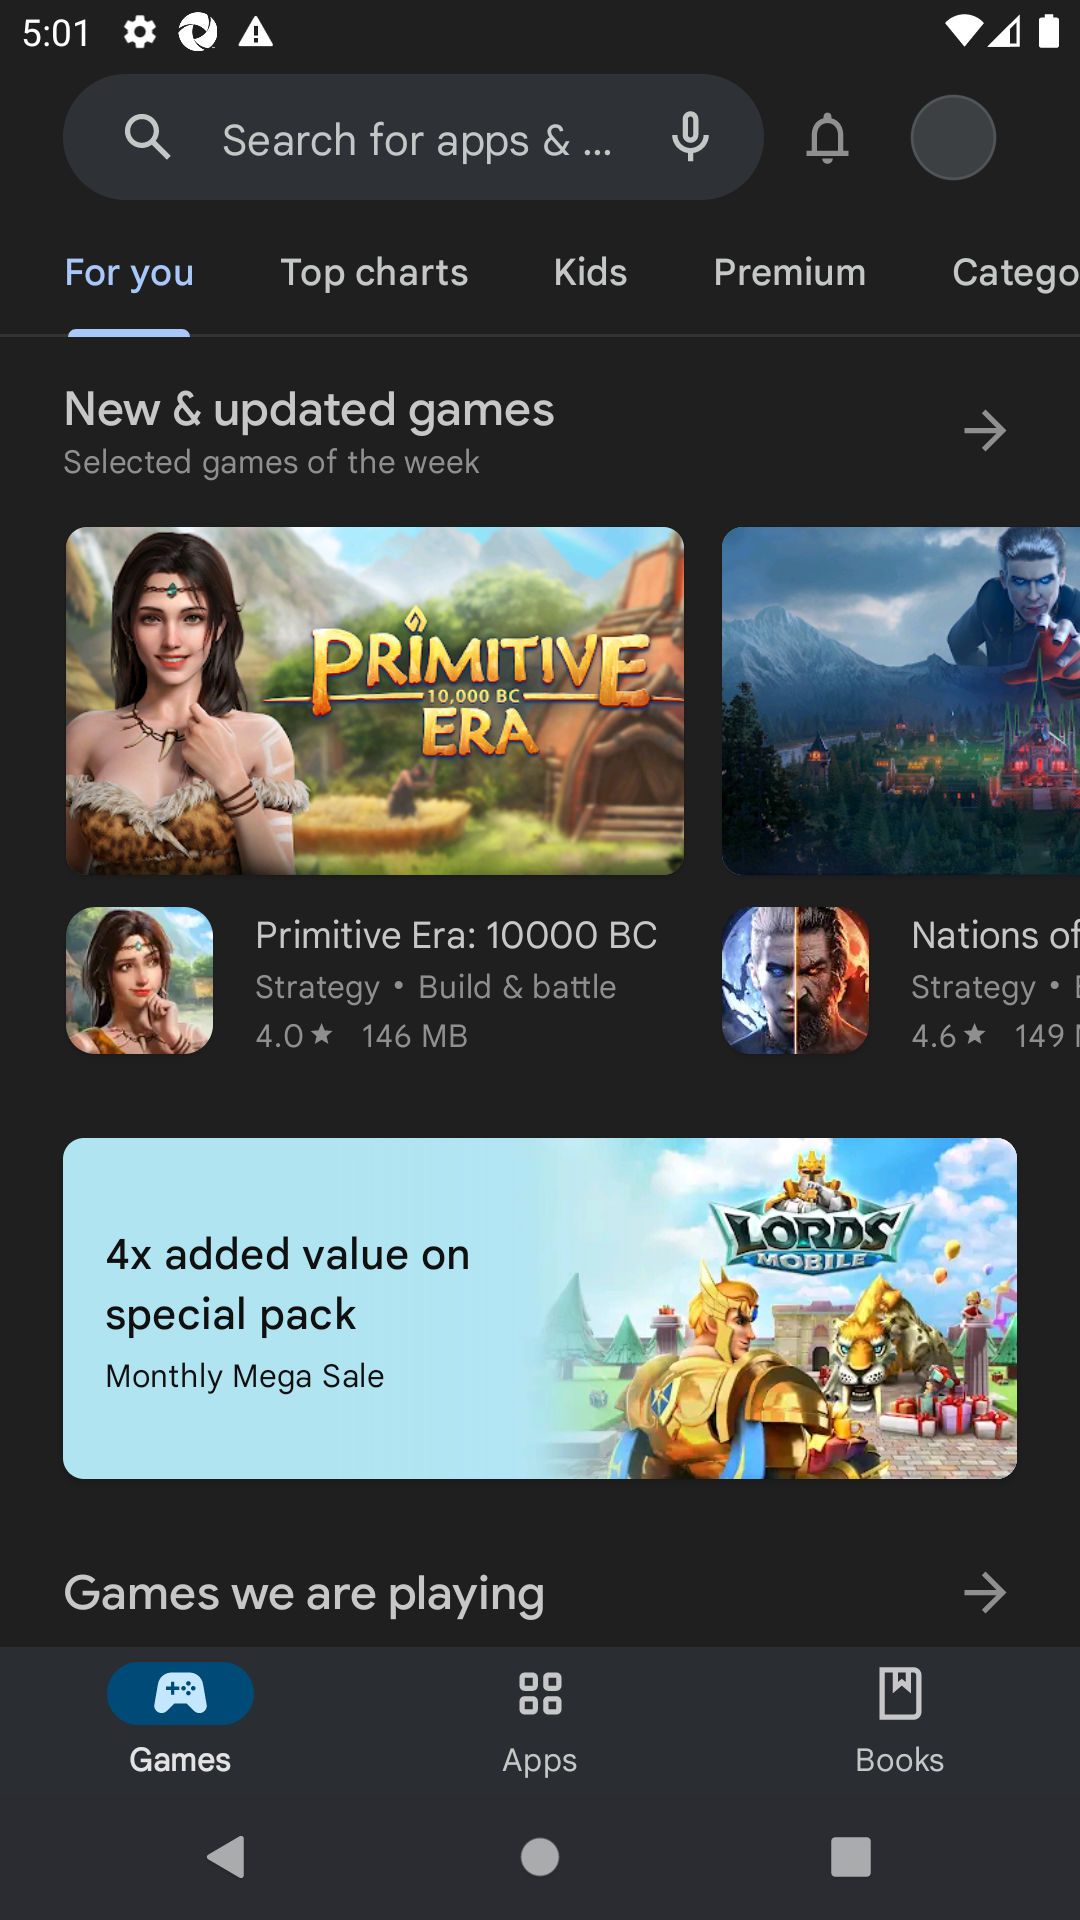 5:01
Search for apps & ...
For you Top charts Kids Premium Catego
New & updated games
Selected games of the week
PRIMITIVE
10,000 BC
ERA
Primitive Era: 10000 BC
Strategy • Build & battle
4.0★ 146 MB
Nations of
Strategy •
4.6★ 149
4x added value on
special pack
Monthly Mega Sale
LORDS
MOBILE
Games we are playing
Games Apps Books